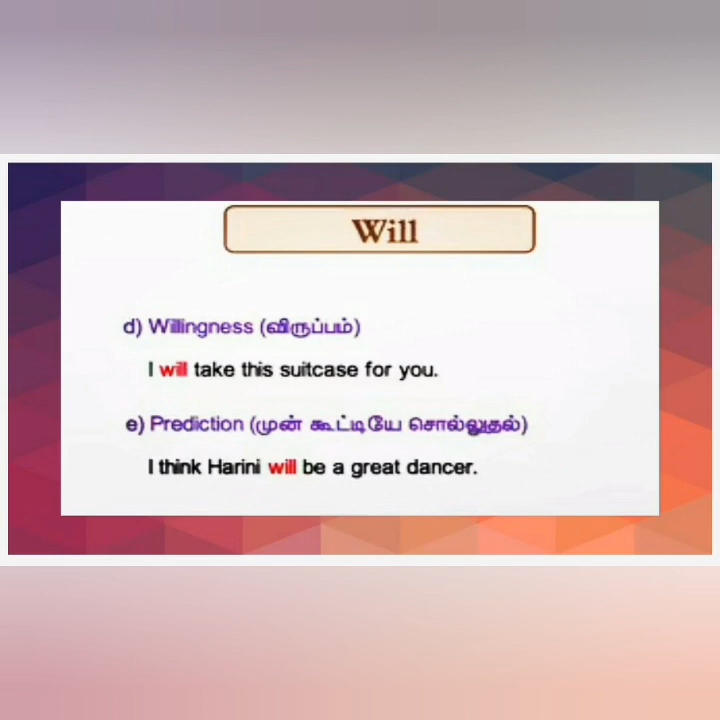 Will
d) Willingness (விருப்பம்)
I will take this suitcase for you.
e) Prediction (முன் கூட்டியே சொல்லுதல்)
I think Harini will be a great dancer.